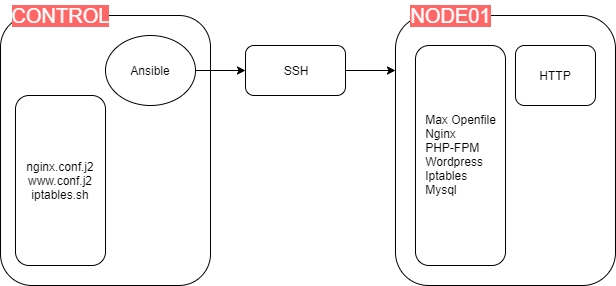 CONTROL
Ansible
nginx.conf.j2
www.conf.j2
iptables.sh
SSH
NODE01
Max Openfile
Nginx
PHP-FPM
Wordpress
Iptables
Mysql
HTTP